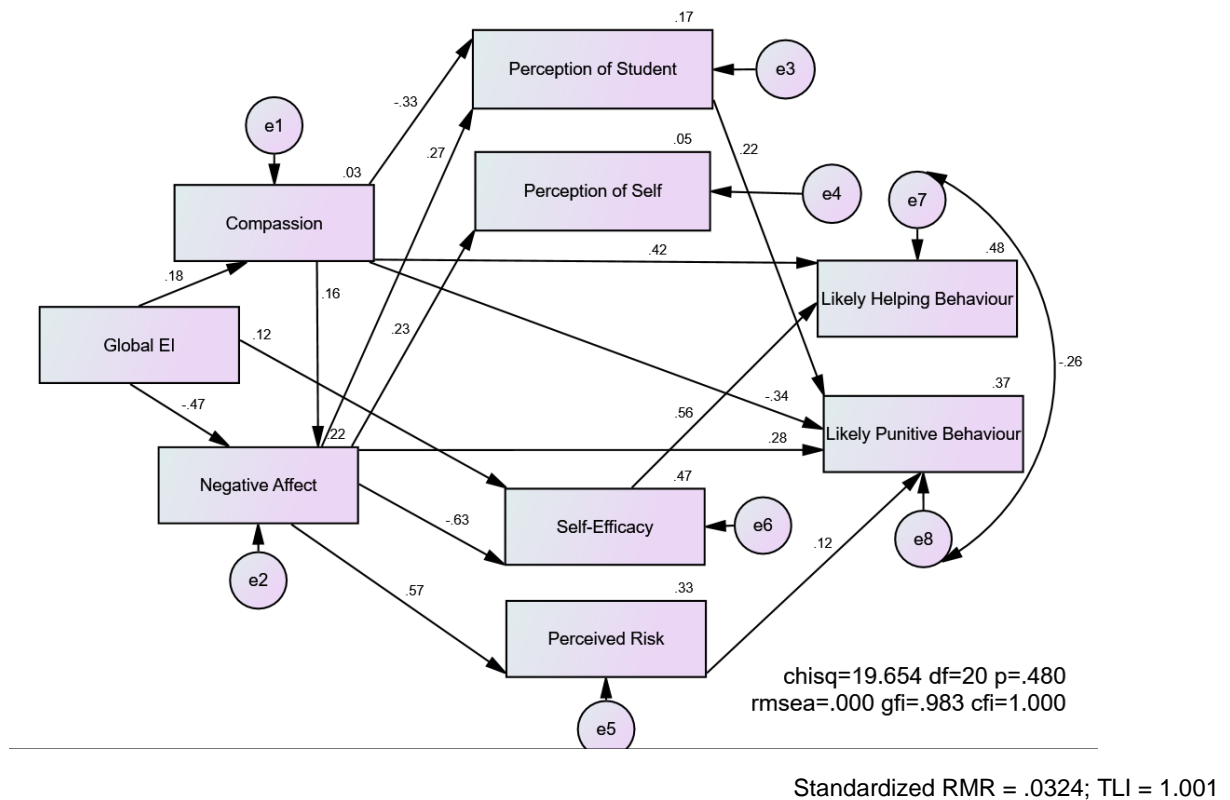 .17
Perception of Student
e3
-.33
e1
.27
.22
.05
.03
Perception of Self
e4
e7
Compassion
.42
.48
.18
.16
Likely Helping Behaviour
Global EI
.12
.23
-.26
-.47
-.34
.37
.56
.22
.28
Likely Punitive Behaviour
Negative Affect
.47
-.63
Self-Efficacy
e6
e8
e2
.57
.12
.33
Perceived Risk
chisq=19.654 df=20 p=.480
rmsea=.000 gfi=.983 cfi=1.000
e5
Standardized RMR = .0324; TLI = 1.001